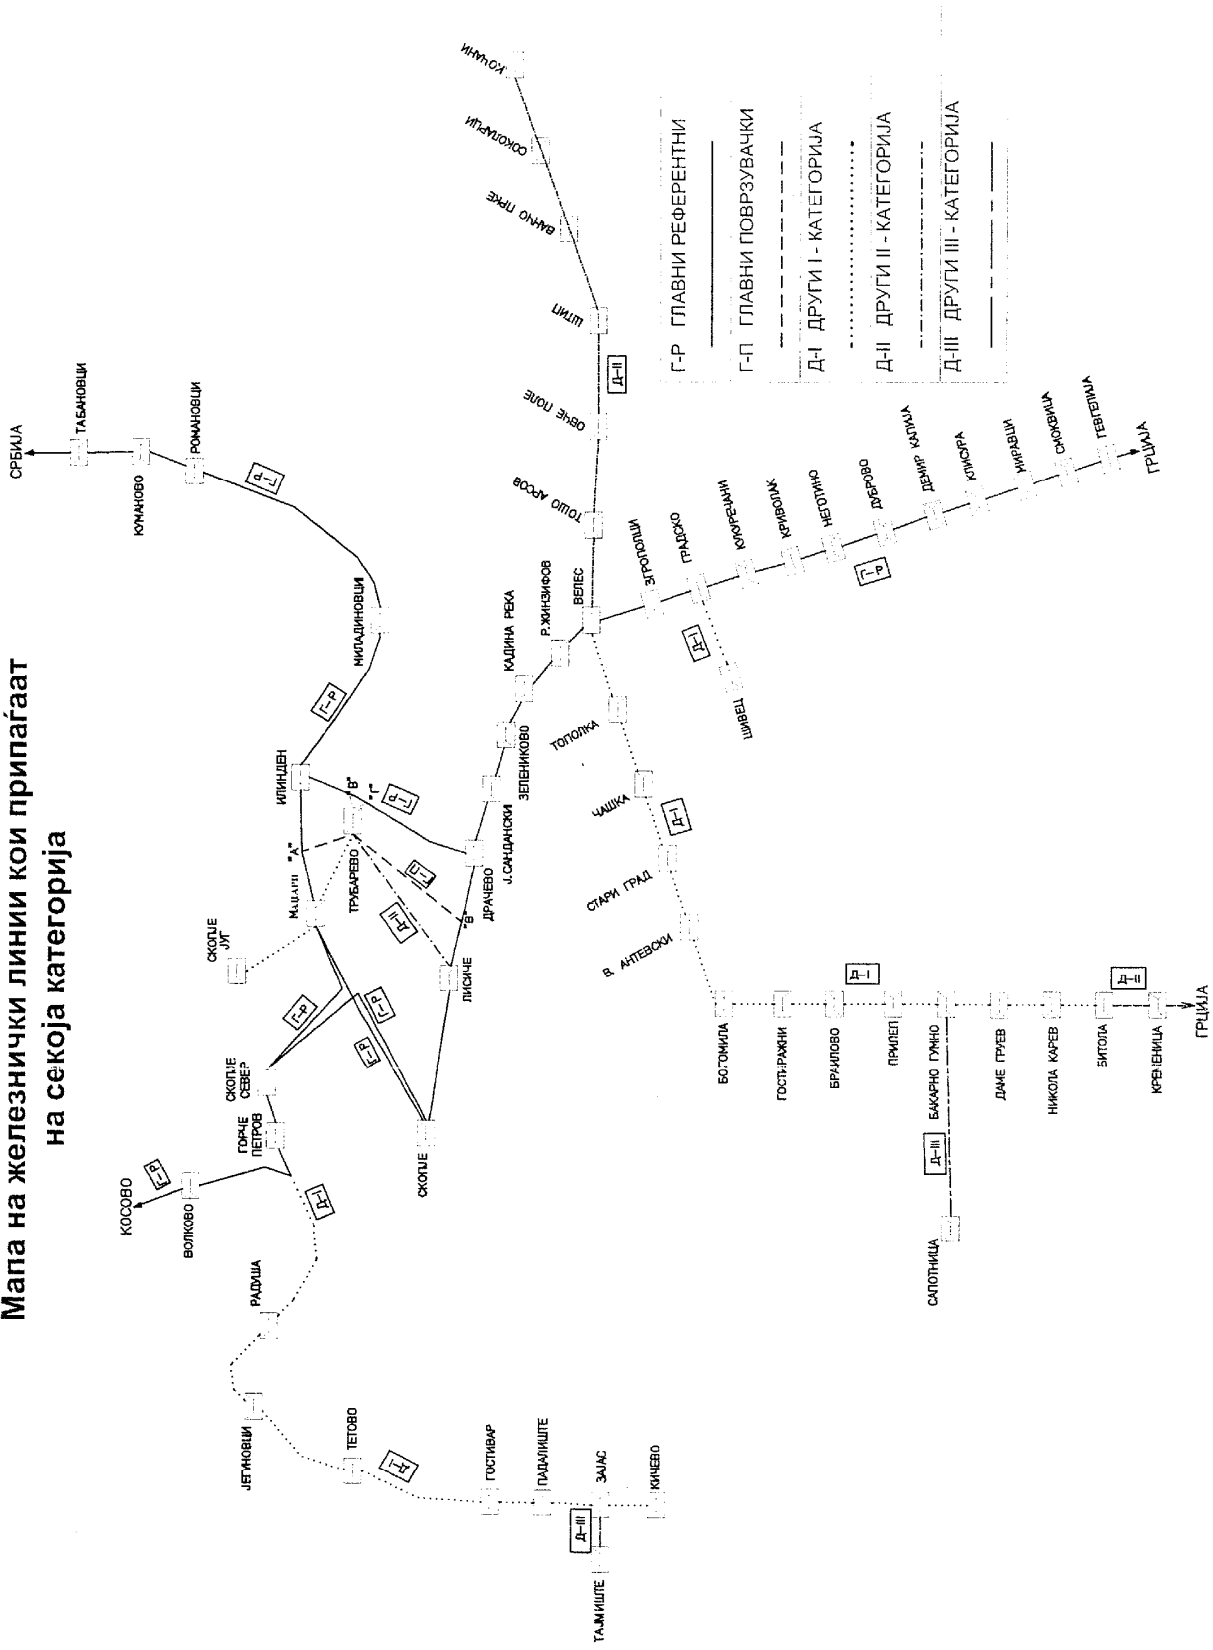 Мапа на железнички линии кои припаѓаат
на секоја категорија
СРБИЈА
ТАБАНОВЦИ
КУМАНОВО
РОМАНОВЦИ
Г-Р
МИЛАДИНОВЦИ
Г-Р
ИЛИНДЕН
"А"
"В"
"Г"
Г-Р
МАЏАРИ
ТРУБАРЕВО
СКОПЈЕ
ЈУГ
Д-II
Г-П
"В"
ЛИСИЧЕ
ДРАЧЕВО
Ј.САНДАНСКИ
ЗЕЛЕНИКОВО
КАДИНА РЕКА
Р.ЖИНЗИФОВ
ВЕЛЕС
Г-Р
Г-Р
Г-Р
СКОПЈЕ
СЕВЕР
ЃОРЧЕ
ПЕТРОВ
СКОПЈЕ
КОСОВО
Г-Р
ВОЛКОВО
Д-I
РАДУША
ЈЕГУНОВЦИ
ТЕТОВО
Д-I
ГОСТИВАР
ПАДАЛИШТЕ
ЗАЈАС
КИЧЕВО
Д-III
ТАЈМИШТЕ
ТОШО АРСОВ
ОВЧЕ ПОЛЕ
Д-II
ШТИП
ВАНЧО ПРКЕ
СОКОЛАРЦИ
КОЧАНИ
ЗГРОПОЛЦИ
ГРАДСКО
Д-I
ШИВЕЦ
КУКУРЕЧАНИ
КРИВОЛАК
НЕГОТИНО
ДУБРОВО
Г-Р
ДЕМИР КАПИЈА
КЛИСУРА
МИРАВЦИ
СМОКВИЦА
ГЕВГЕЛИЈА
ГРЦИЈА
ТОПОЛКА
ЧАШКА
Д-I
СТАРИ ГРАД
В. АНТЕВСКИ
БОГОМИЛА
ГОСТИРАЖНИ
БРАИЛОВО
Д-I
ПРИЛЕП
БАКАРНО ГУМНО
Д-III
САПОТНИЦА
ДАМЕ ГРУЕВ
НИКОЛА КАРЕВ
БИТОЛА
Д-II
КРЕМЕНИЦА
ГРЦИЈА
Г-Р ГЛАВНИ РЕФЕРЕНТНИ
Г-П ГЛАВНИ ПОВРЗУВАЧКИ
Д-I ДРУГИ I - КАТЕГОРИЈА
Д-II ДРУГИ II - КАТЕГОРИЈА
Д-III ДРУГИ III - КАТЕГОРИЈА